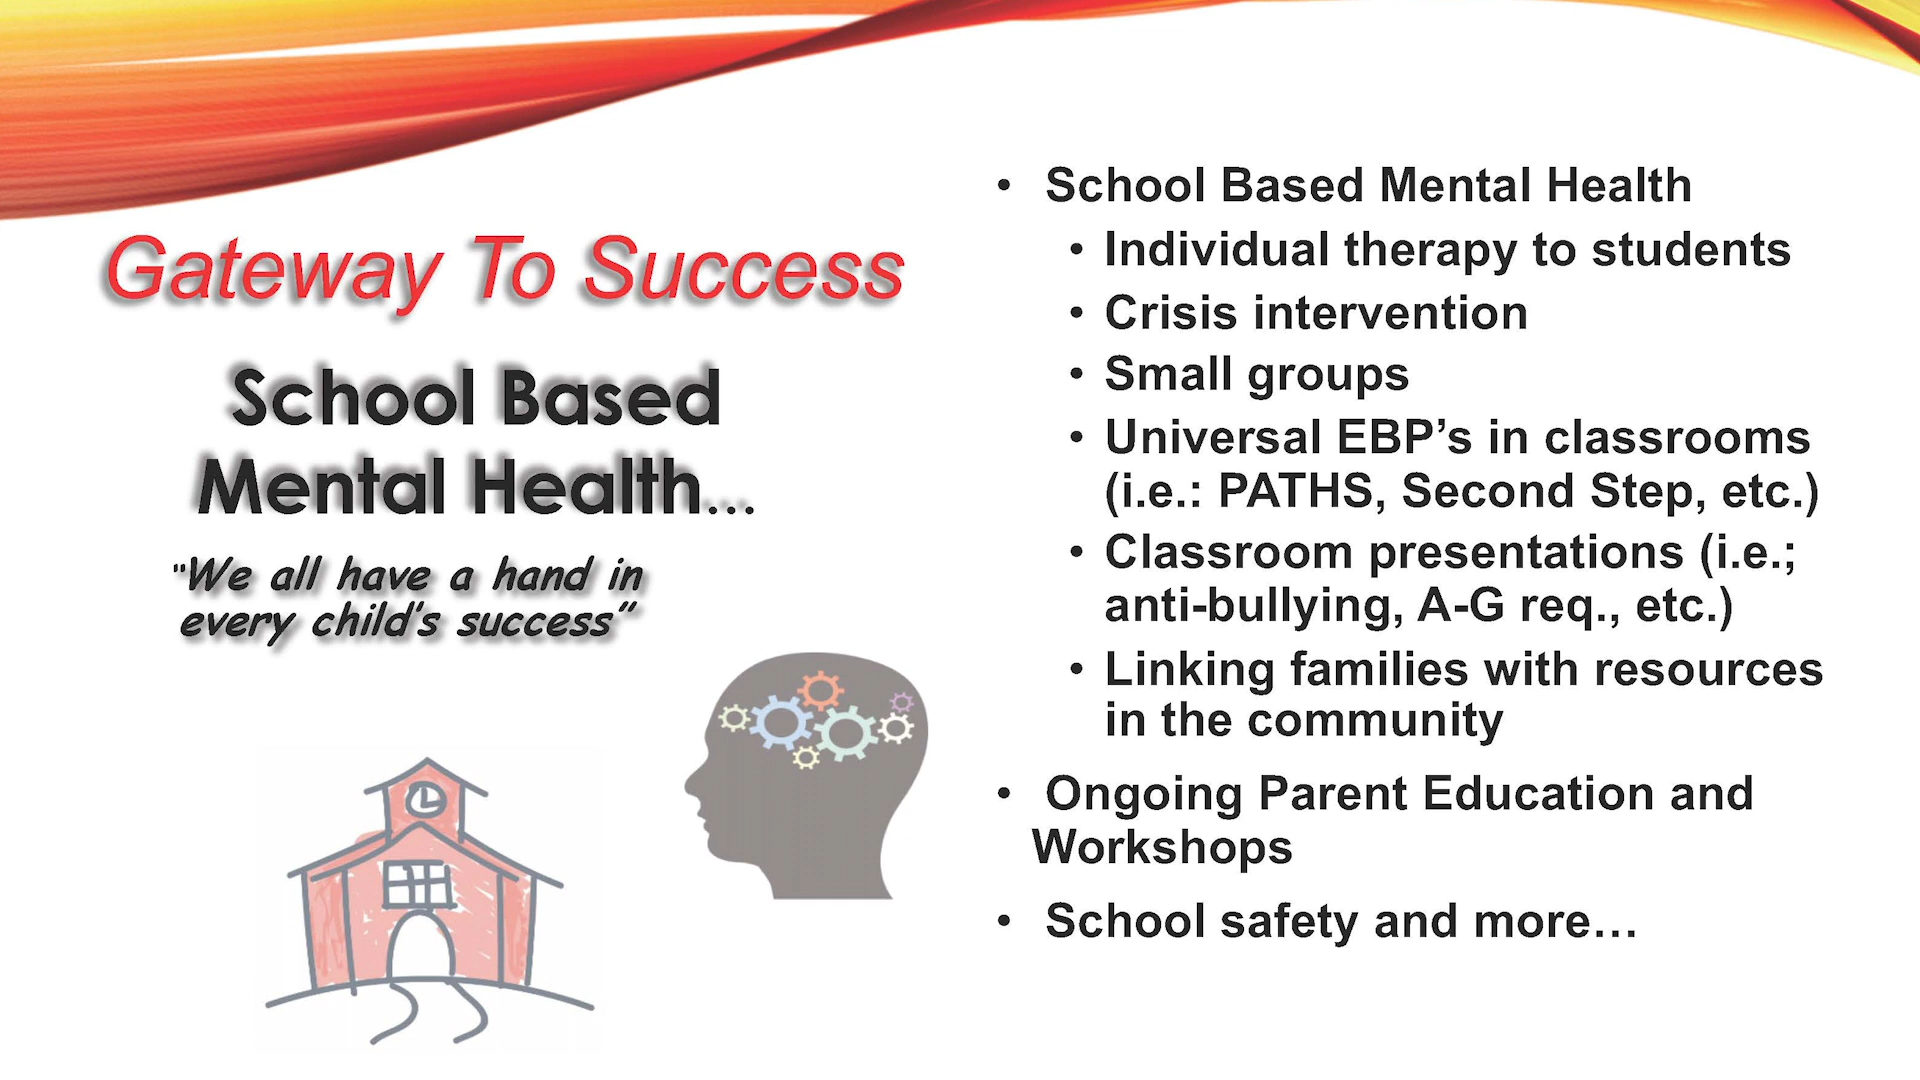 Gateway To Success
School Based
Mental Health...
"We all have a hand in
every child's success"
• School Based Mental Health
• Individual therapy to students
• Crisis intervention
• Small groups
• Universal EBP’s in classrooms
(i.e.: PATHS, Second Step, etc.)
• Classroom presentations (i.e.;
anti-bullying, A-G req., etc.)
• Linking families with resources
in the community
• Ongoing Parent Education and
Workshops
• School safety and more…